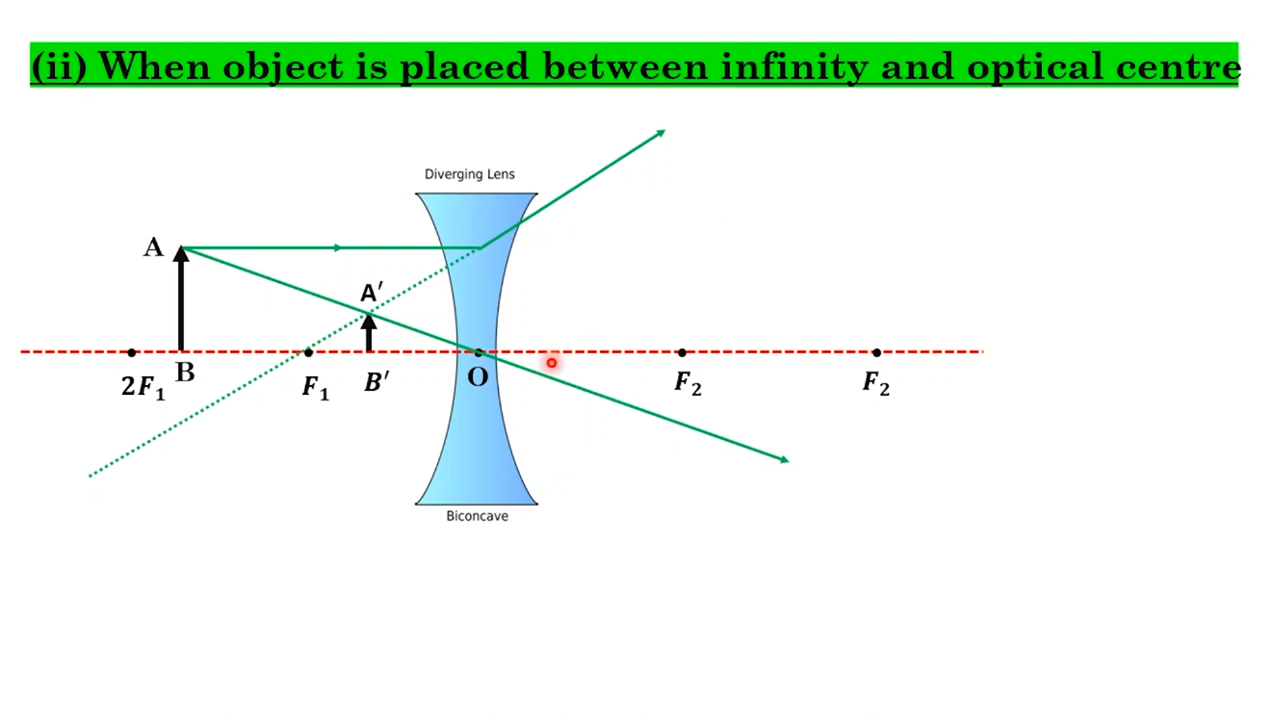 (ii) When object is placed between infinity and optical centre
Diverging Lens
A
A′
2F₁
B
F₁
B′
O
F₂
F₂
Biconcave